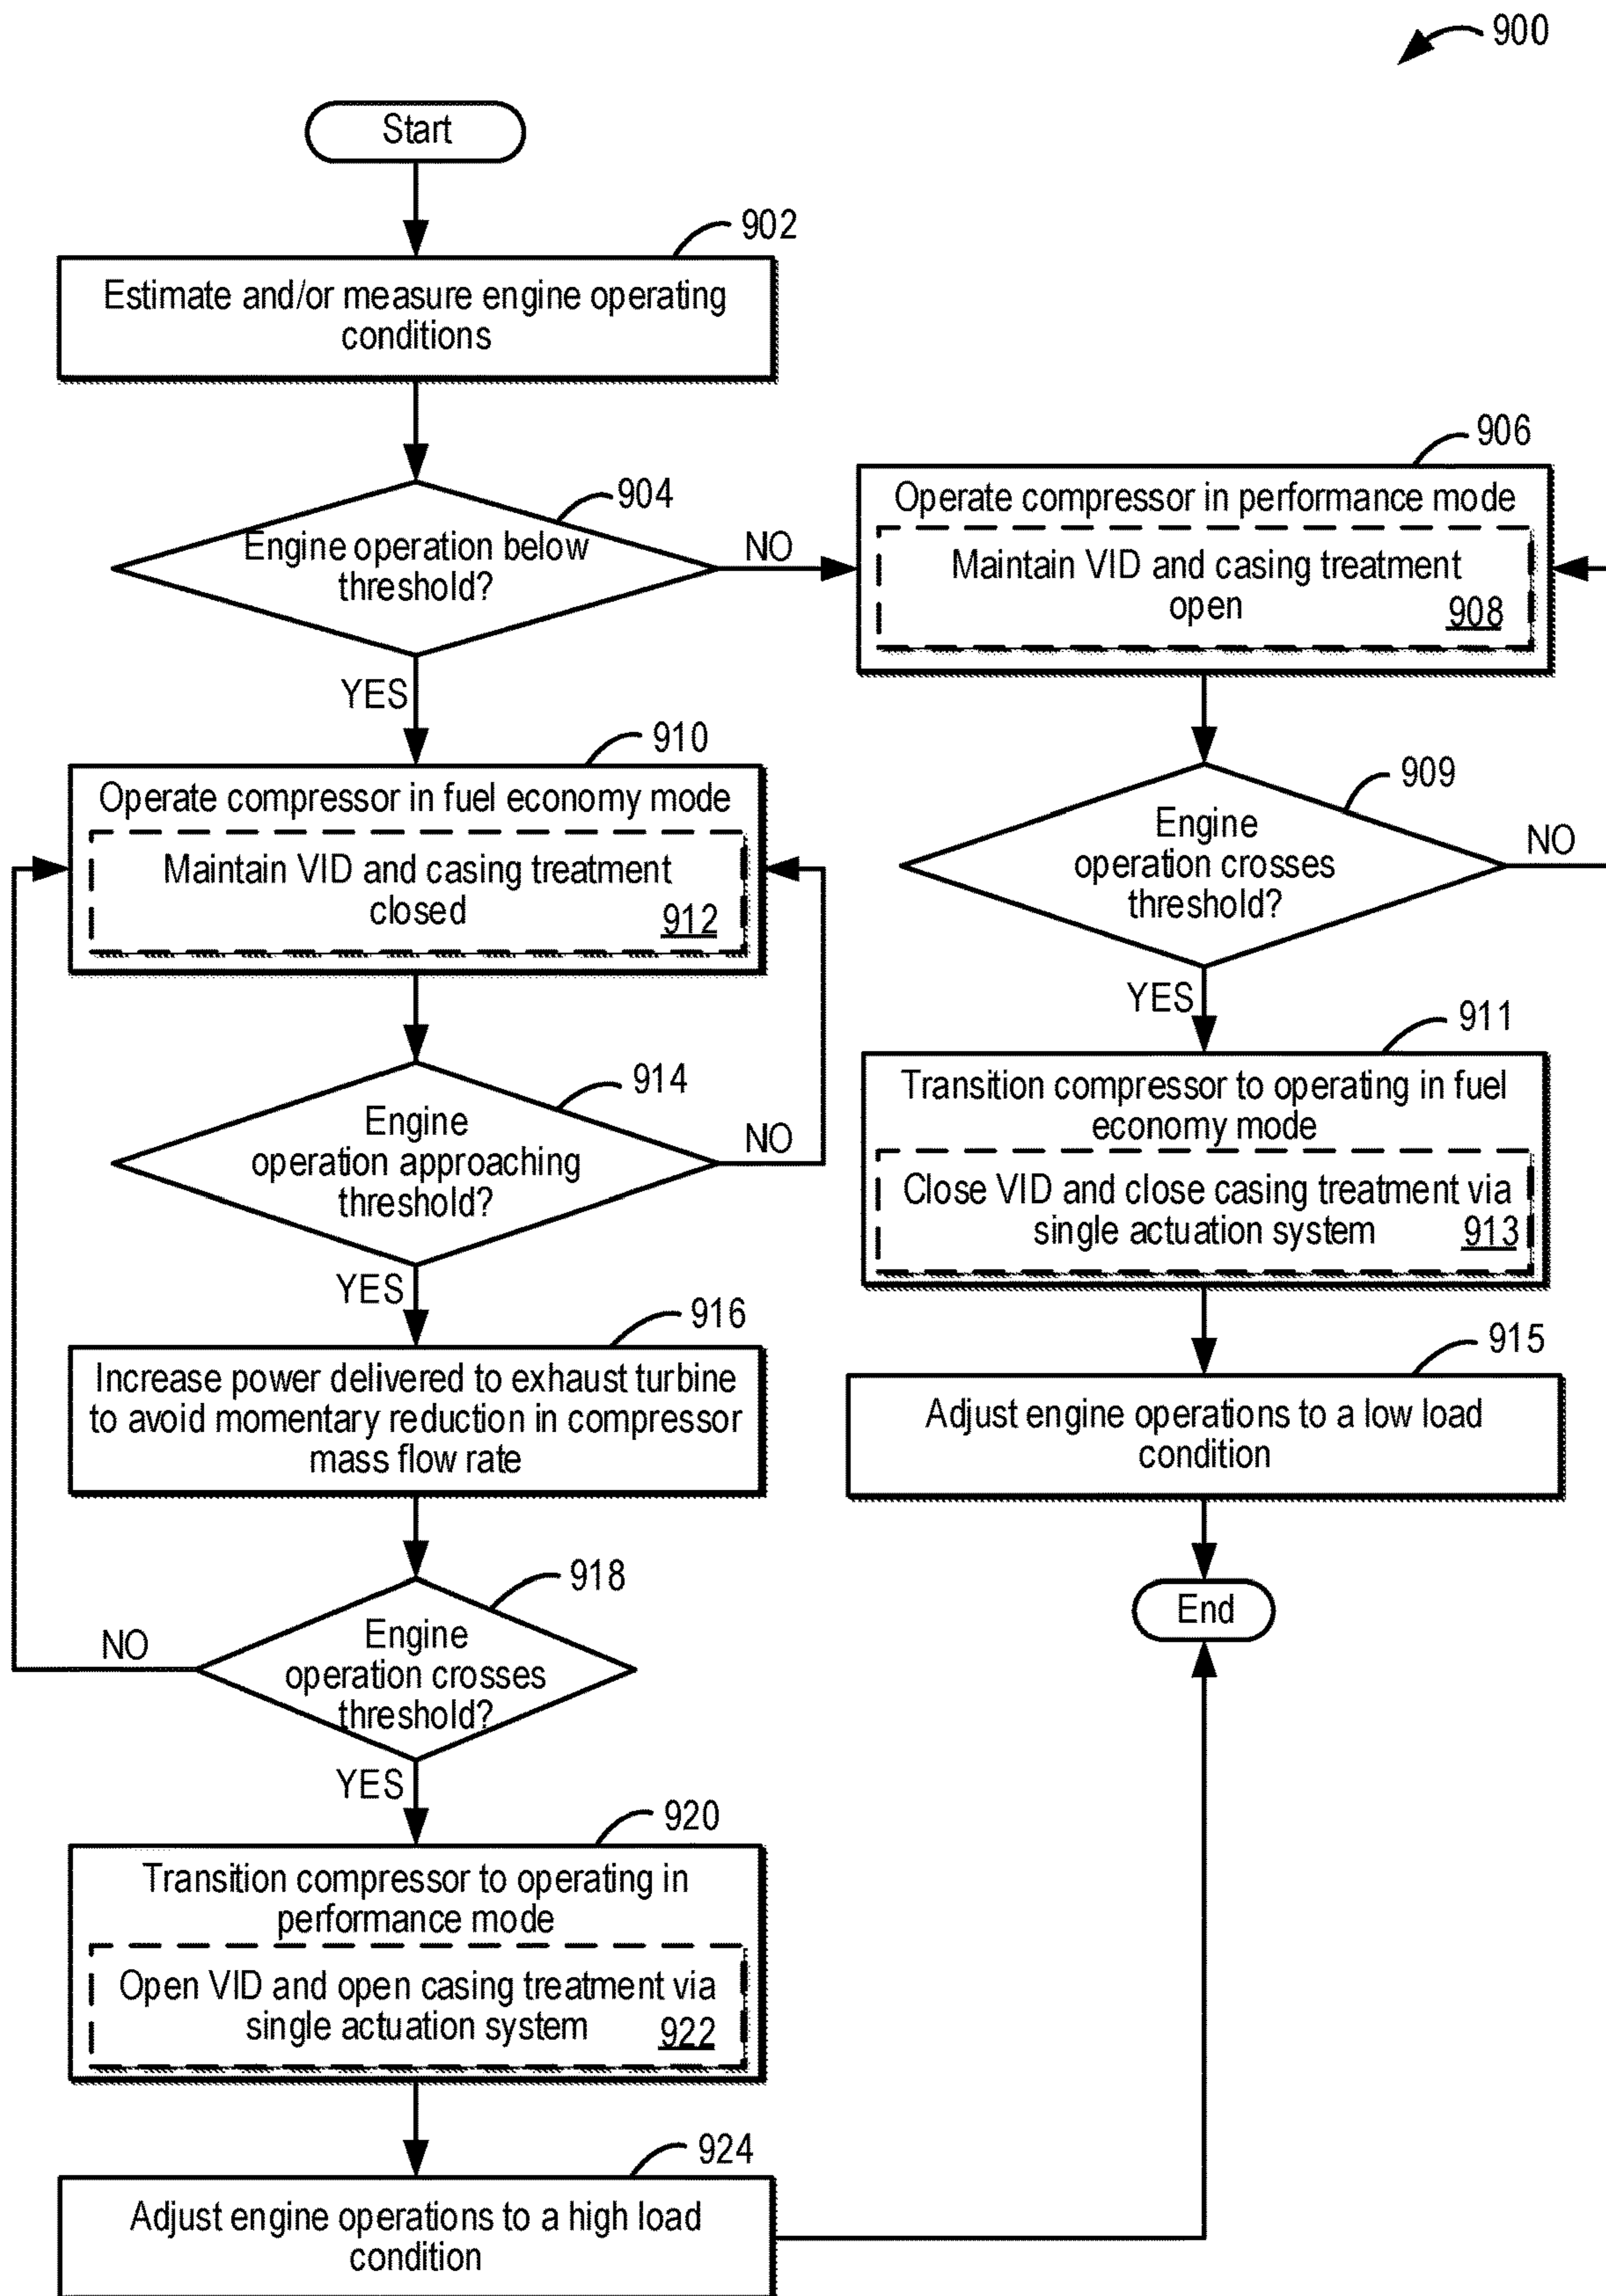 900
Start
902
Estimate and/or measure engine operating
conditions
904
Engine operation below
threshold?
NO
YES
906
Operate compressor in performance mode
Maintain VID and casing treatment
open
908
910
Operate compressor in fuel economy mode
Maintain VID and casing treatment
closed
912
909
Engine
operation crosses
threshold?
NO
YES
914
Engine
operation approaching
threshold?
NO
YES
911
Transition compressor to operating in fuel
economy mode
Close VID and close casing treatment via
single actuation system
913
916
Increase power delivered to exhaust turbine
to avoid momentary reduction in compressor
mass flow rate
915
Adjust engine operations to a low load
condition
918
Engine
operation crosses
threshold?
NO
YES
End
920
Transition compressor to operating in
performance mode
Open VID and open casing treatment via
single actuation system
922
924
Adjust engine operations to a high load
condition